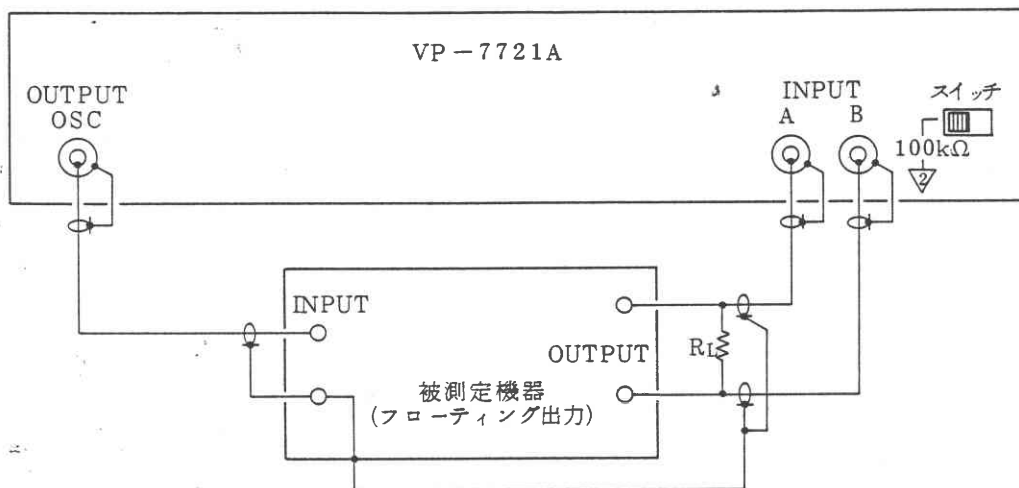 VP-7721A
OUTPUT
OSC
INPUT
A B
スイッチ
100kΩ
2
INPUT
OUTPUT
RL
被測定機器
(フローティング出力)